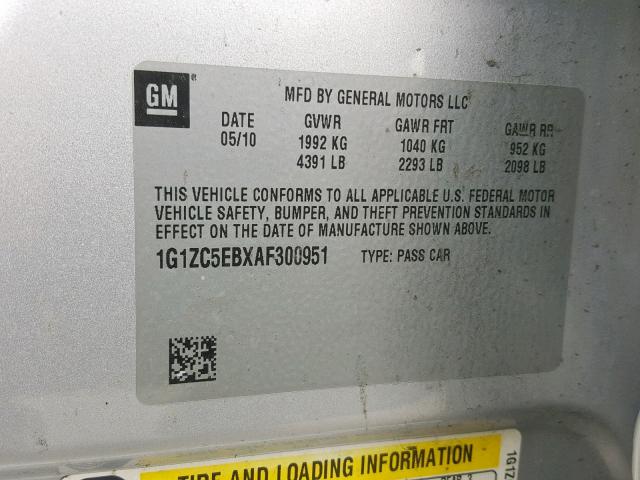 GM
MFD BY GENERAL MOTORS LLC
DATE GVWR GAWR FRT GAWR RR
05/10 1992 KG 1040 KG 952 KG
4391 LB 2293 LB 2098 LB
THIS VEHICLE CONFORMS TO ALL APPLICABLE U.S. FEDERAL MOTOR
VEHICLE SAFETY, BUMPER, AND THEFT PREVENTION STANDARDS IN
EFFECT ON THE DATE OF MANUFACTURE SHOWN ABOVE.
1G1ZC5EBXAF300951 TYPE: PASS CAR
TIRE AND LOADING INFORMATION
1G1Z